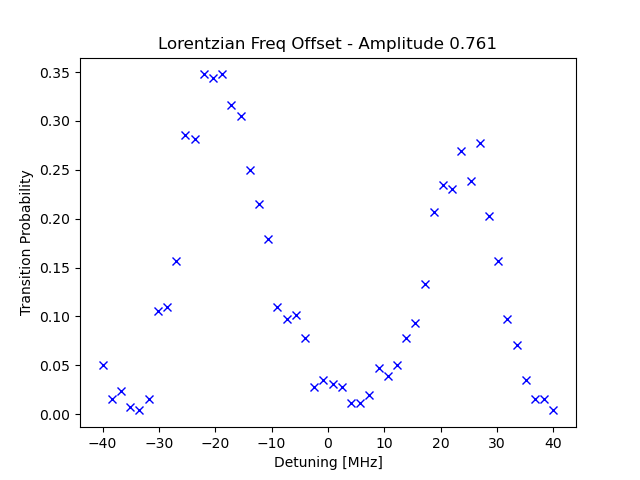 Lorentzian Freq Offset - Amplitude 0.761
0.35
0.30
0.25
0.20
0.15
0.10
0.05
0.00
Transition Probability
−40 −30 −20 −10 0 10 20 30 40
Detuning [MHz]